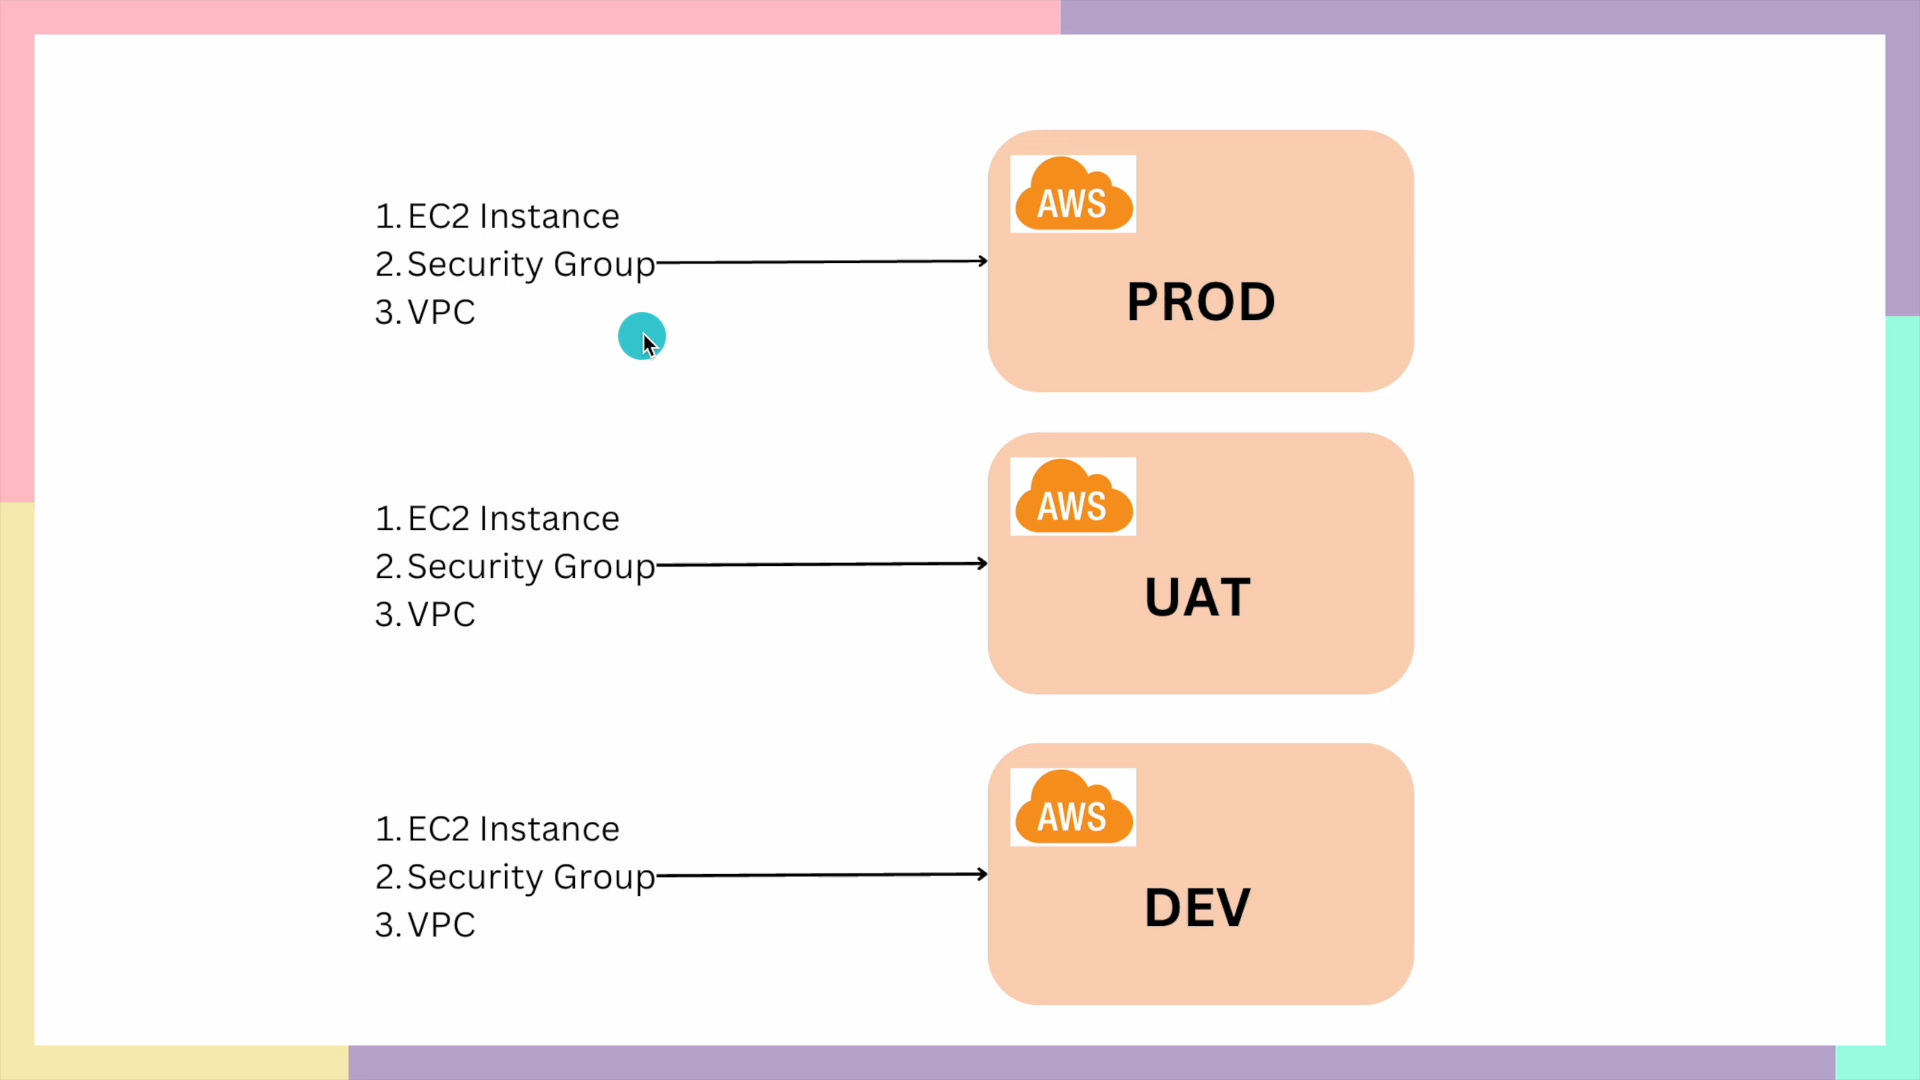 AWS
1. EC2 Instance
2. Security Group
3. VPC
PROD
AWS
1. EC2 Instance
2. Security Group
3. VPC
UAT
AWS
1. EC2 Instance
2. Security Group
3. VPC
DEV